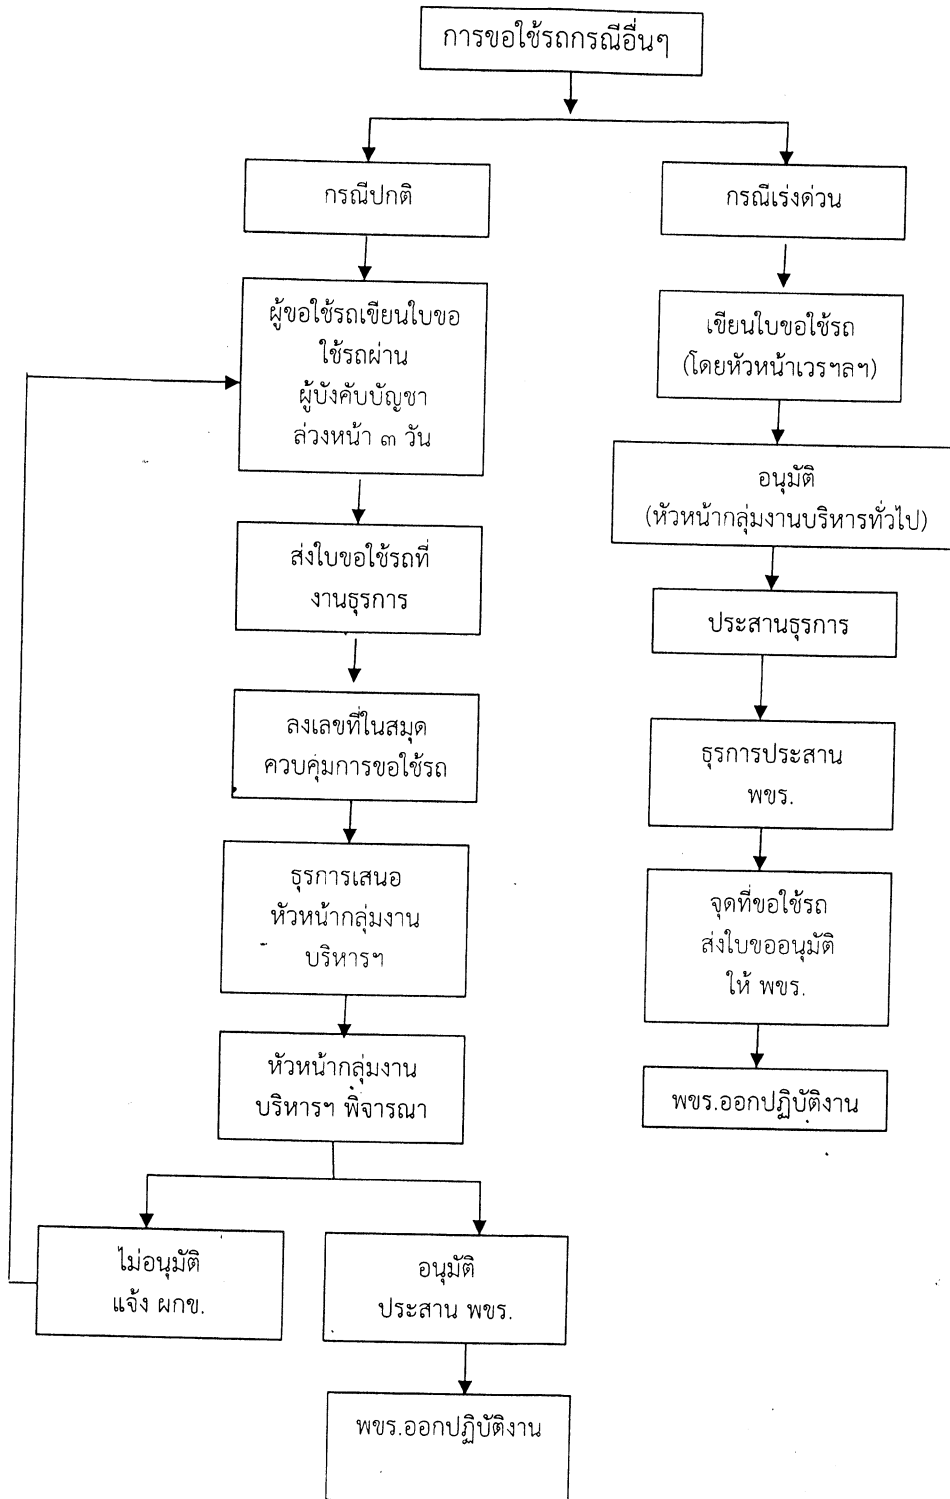 การขอใช้รถกรณีอื่นๆ
กรณีปกติ
ผู้ขอใช้รถเขียนใบขอ
ใช้รถผ่าน
ผู้บังคับบัญชา
ล่วงหน้า ๓ วัน
ส่งใบขอใช้รถที่
งานธุรการ
ลงเลขที่ในสมุด
ควบคุ่มการขอใช้รถ
ธุรการเสนอ
หัวหน้ากลุ่มงาน
บริหารฯ
หัวหน้ากลุ่มงาน
บริหารฯ พิจารณา
ไม่อนุมัติ
แจ้ง ผกข.
อนุมัติ
ประสาน พขร.
พขร.ออกปฏิบัติงาน
กรณีเร่งด่วน
เขียนใบขอใช้รถ
(โดยหัวหน้าเวรฯลฯ)
อนุมัติ
(หัวหน้ากลุ่มงานบริหารทั่วไป)
ประสานธุรการ
ธุรการประสาน
พขร.
จุดที่ขอใช้รถ
ส่งใบขออนุมัติ
ให้ พขร.
พขร.ออกปฏิบัติงาน